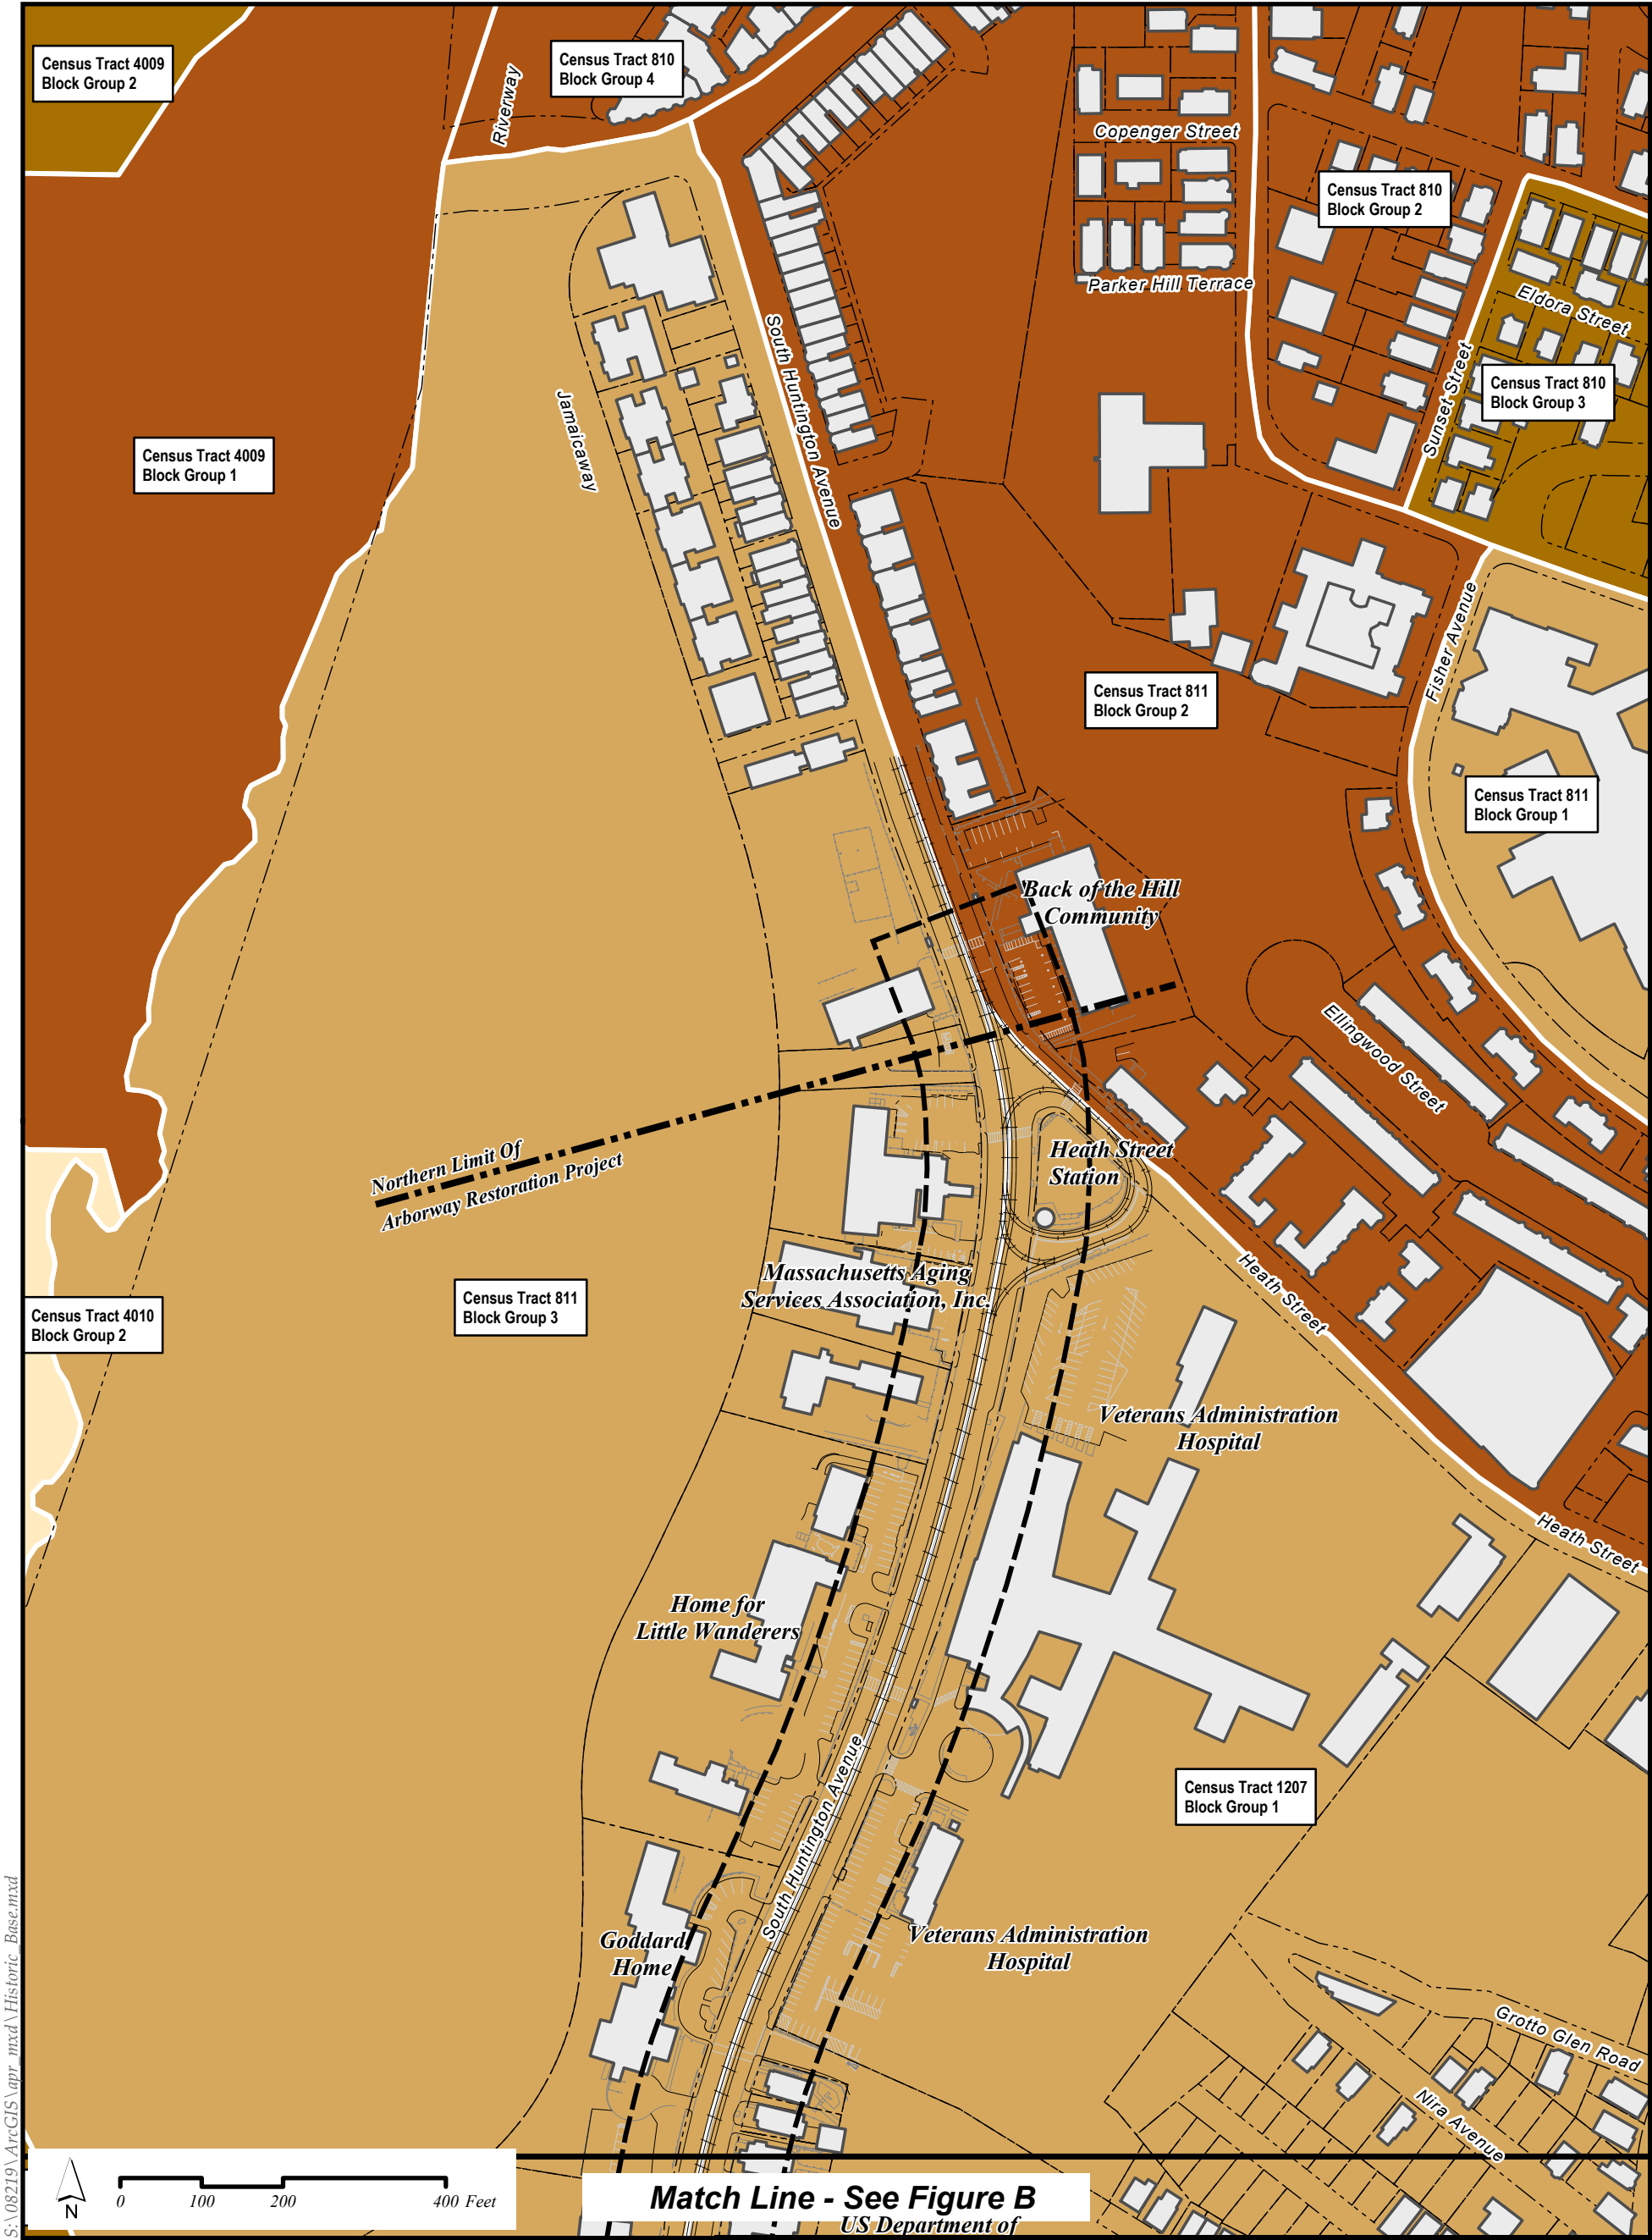 Census Tract 4009
Block Group 2
Riverway
Census Tract 810
Block Group 4
Copenger Street
Parker Hill Terrace
Census Tract 810
Block Group 2
Eldora Street
Sunset Street
Census Tract 810
Block Group 3
South Huntington Avenue
Jamaicaway
Census Tract 4009
Block Group 1
Fisher Avenue
Census Tract 811
Block Group 2
Census Tract 811
Block Group 1
Back of the Hill
Community
Ellingwood Street
Northern Limit Of
Arborway Restoration Project
Heath Street
Station
Massachusetts Aging
Services Association, Inc.
Heath Street
Census Tract 811
Block Group 3
Census Tract 4010
Block Group 2
Veterans Administration
Hospital
Heath Street
Home for
Little Wanderers
South Huntington Avenue
Census Tract 1207
Block Group 1
Goddard
Home
Veterans Administration
Hospital
Grotto Glen Road
Nira Avenue
S:\08219\ArcGIS\apr_mxd\Historic_Base.mxd
N
0 100 200 400 Feet
Match Line - See Figure B
US Department of